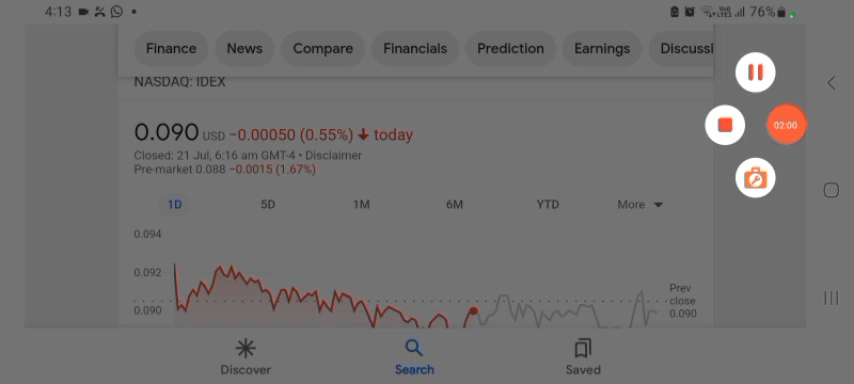 4:13
Vo)) LTE2 76%
Finance News Compare Financials Prediction Earnings Discussi
NASDAQ: IDEX
0.090 USD −0.00050 (0.55%) today
Closed: 21 Jul, 6:16 am GMT-4 • Disclaimer
Pre-market 0.088 −0.0015 (1.67%)
02:00
1D 5D 1M 6M YTD More
0.094
0.092
0.090
Prev
close
0.090
Discover Search Saved